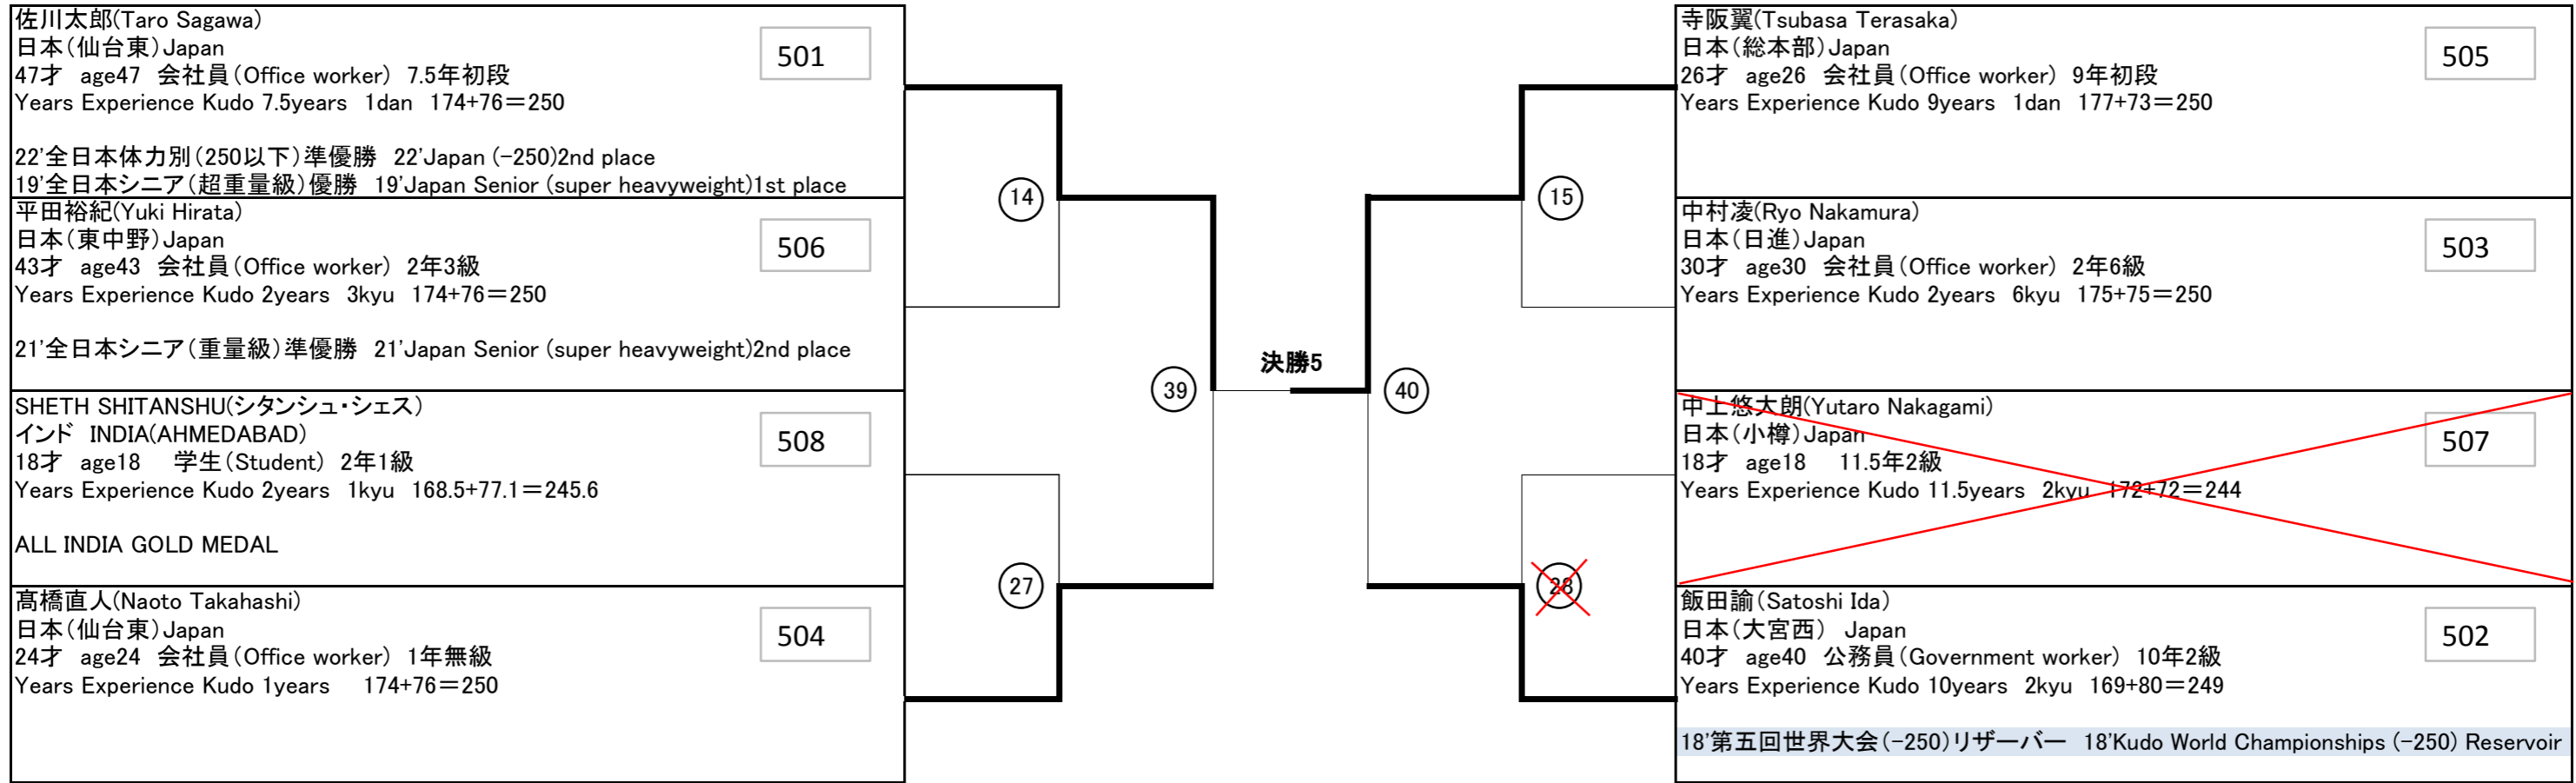 佐川太郎(Taro Sagawa)
日本(仙台東)Japan
501
47才 age47 会社員(Office worker) 7.5年初段
Years Experience Kudo 7.5years 1dan 174+76=250
22'全日本体力別(250以下)準優勝 22'Japan (-250)2nd place
19'全日本シニア(超重量級)優勝 19'Japan Senior (super heavyweight)1st place
平田裕紀(Yuki Hirata)
日本(東中野)Japan
506
43才 age43 会社員(Office worker) 2年3級
Years Experience Kudo 2years 3kyu 174+76=250
21'全日本シニア(重量級)準優勝 21'Japan Senior (super heavyweight)2nd place
SHETH SHITANSHU(シタンシュ・シェス)
インド INDIA(AHMEDABAD)
508
18才 age18 学生(Student) 2年1級
Years Experience Kudo 2years 1kyu 168.5+77.1=245.6
ALL INDIA GOLD MEDAL
髙橋直人(Naoto Takahashi)
日本(仙台東)Japan
504
24才 age24 会社員(Office worker) 1年無級
Years Experience Kudo 1years 174+76=250
14
27
39
決勝5
40
15
28
寺阪翼(Tsubasa Terasaka)
日本(総本部)Japan
505
26才 age26 会社員(Office worker) 9年初段
Years Experience Kudo 9years 1dan 177+73=250
中村凌(Ryo Nakamura)
日本(日進)Japan
503
30才 age30 会社員(Office worker) 2年6級
Years Experience Kudo 2years 6kyu 175+75=250
中上悠大朗(Yutaro Nakagami)
日本(小樽)Japan
507
18才 age18 11.5年2級
Years Experience Kudo 11.5years 2kyu 172+72=244
飯田諭(Satoshi Ida)
日本(大宮西) Japan
502
40才 age40 公務員(Government worker) 10年2級
Years Experience Kudo 10years 2kyu 169+80=249
18'第五回世界大会(-250)リザーバー 18'Kudo World Championships (-250) Reservoir